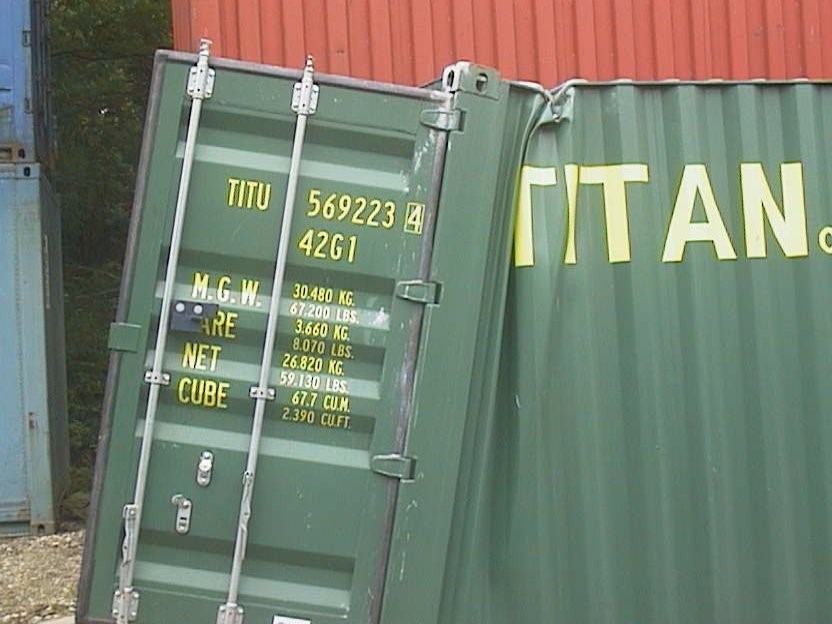 TITU 569223 4
42G1
M.G.W. 30.480 KG.
67.200 LBS.
ARE 3.660 KG.
8.070 LBS.
NET 26.820 KG.
59.130 LBS.
CUBE 67.7 CU.M.
2.390 CU.FT.
TITAN